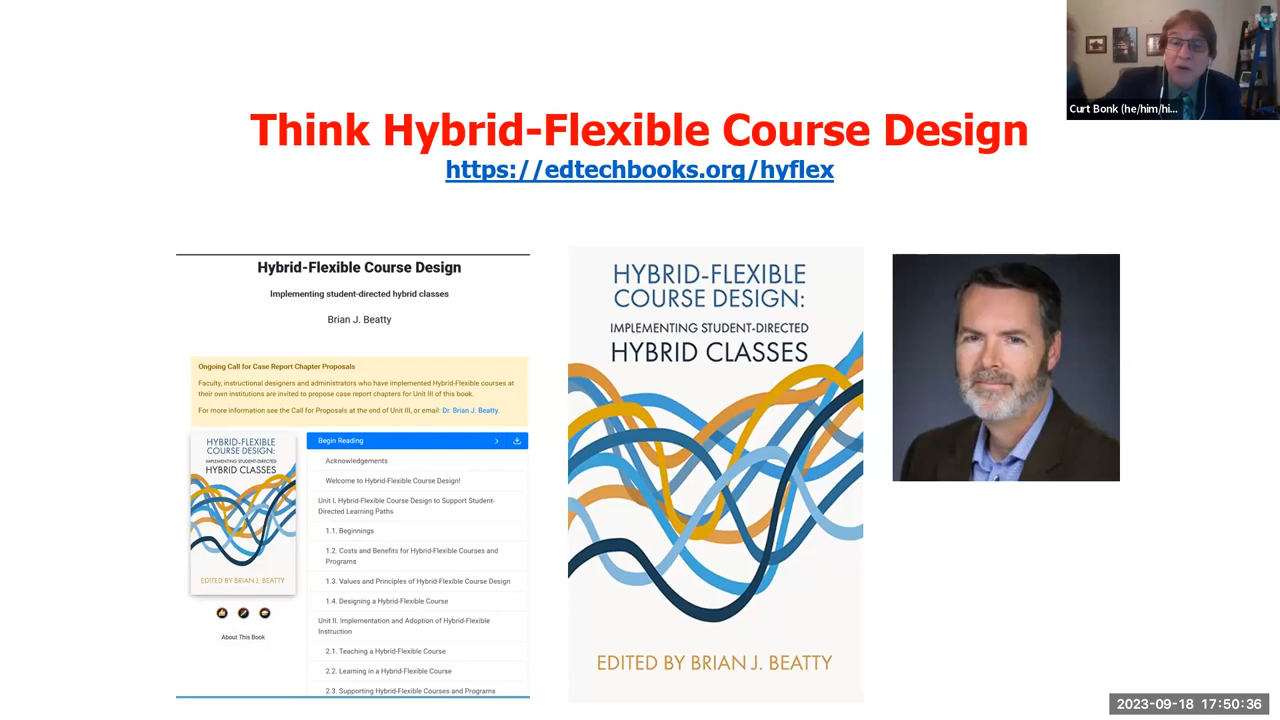 Curt Bonk (he/him/hi...
Think Hybrid-Flexible Course Design
https://edtechbooks.org/hyflex
Hybrid-Flexible Course Design
Implementing student-directed hybrid classes
Brian J. Beatty
Ongoing Call for Case Report Chapter Proposals
Faculty, instructional designers and administrators who have implemented Hybrid-Flexible courses at
their own institutions are invited to propose case report chapters for Unit III of this book.
For more information see the Call for Proposals at the end of Unit III, or email: Dr. Brian J. Beatty.
HYBRID-FLEXIBLE
COURSE DESIGN:
IMPLEMENTING STUDENT-DIRECTED
HYBRID CLASSES
EDITED BY BRIAN J. BEATTY
About This Book
Begin Reading
Acknowledgements
Welcome to Hybrid-Flexible Course Design!
Unit I. Hybrid-Flexible Course Design to Support Student-
Directed Learning Paths
1.1. Beginnings
1.2. Costs and Benefits for Hybrid-Flexible Courses and
Programs
1.3. Values and Principles of Hybrid-Flexible Course Design
1.4. Designing a Hybrid-Flexible Course
Unit II. Implementation and Adoption of Hybrid-Flexible
Instruction
2.1. Teaching a Hybrid-Flexible Course
2.2. Learning in a Hybrid-Flexible Course
2.3. Supporting Hybrid-Flexible Courses and Programs
HYBRID-FLEXIBLE
COURSE DESIGN:
IMPLEMENTING STUDENT-DIRECTED
HYBRID CLASSES
EDITED BY BRIAN J. BEATTY
2023-09-18 17:50:36